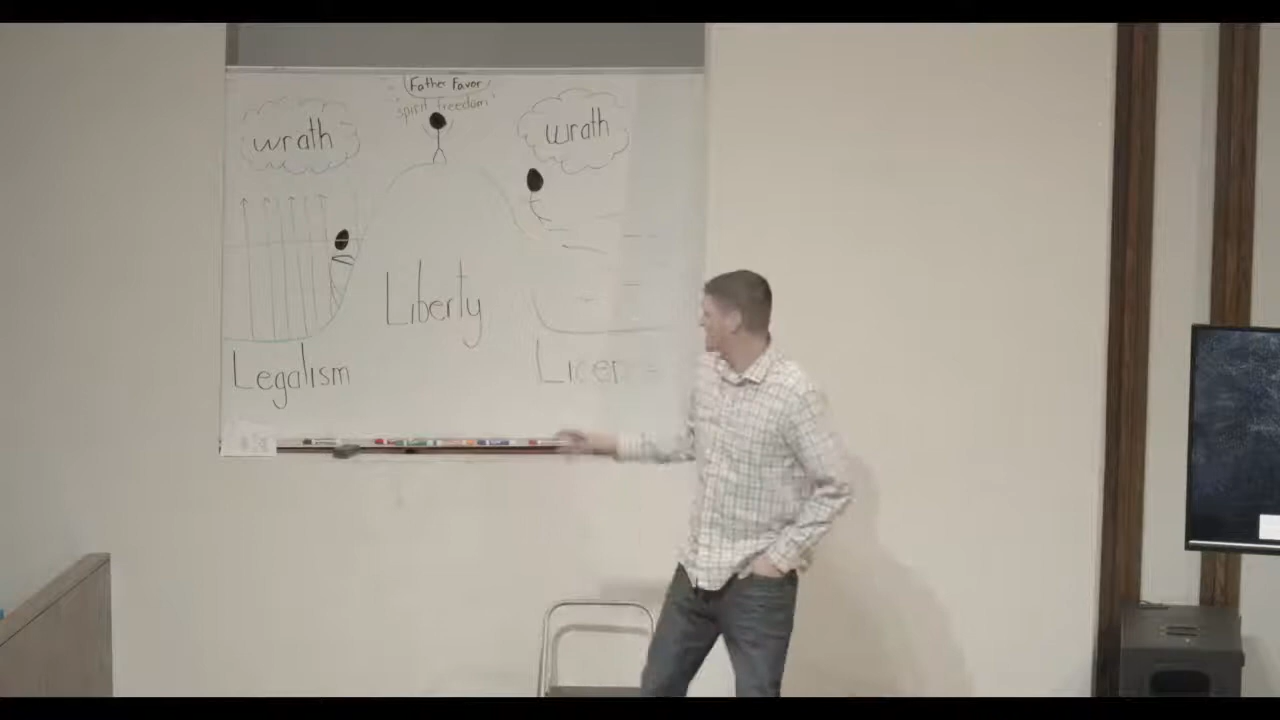 Father Favor
"spirit freedom"
wrath
wrath
Liberty
Legalism